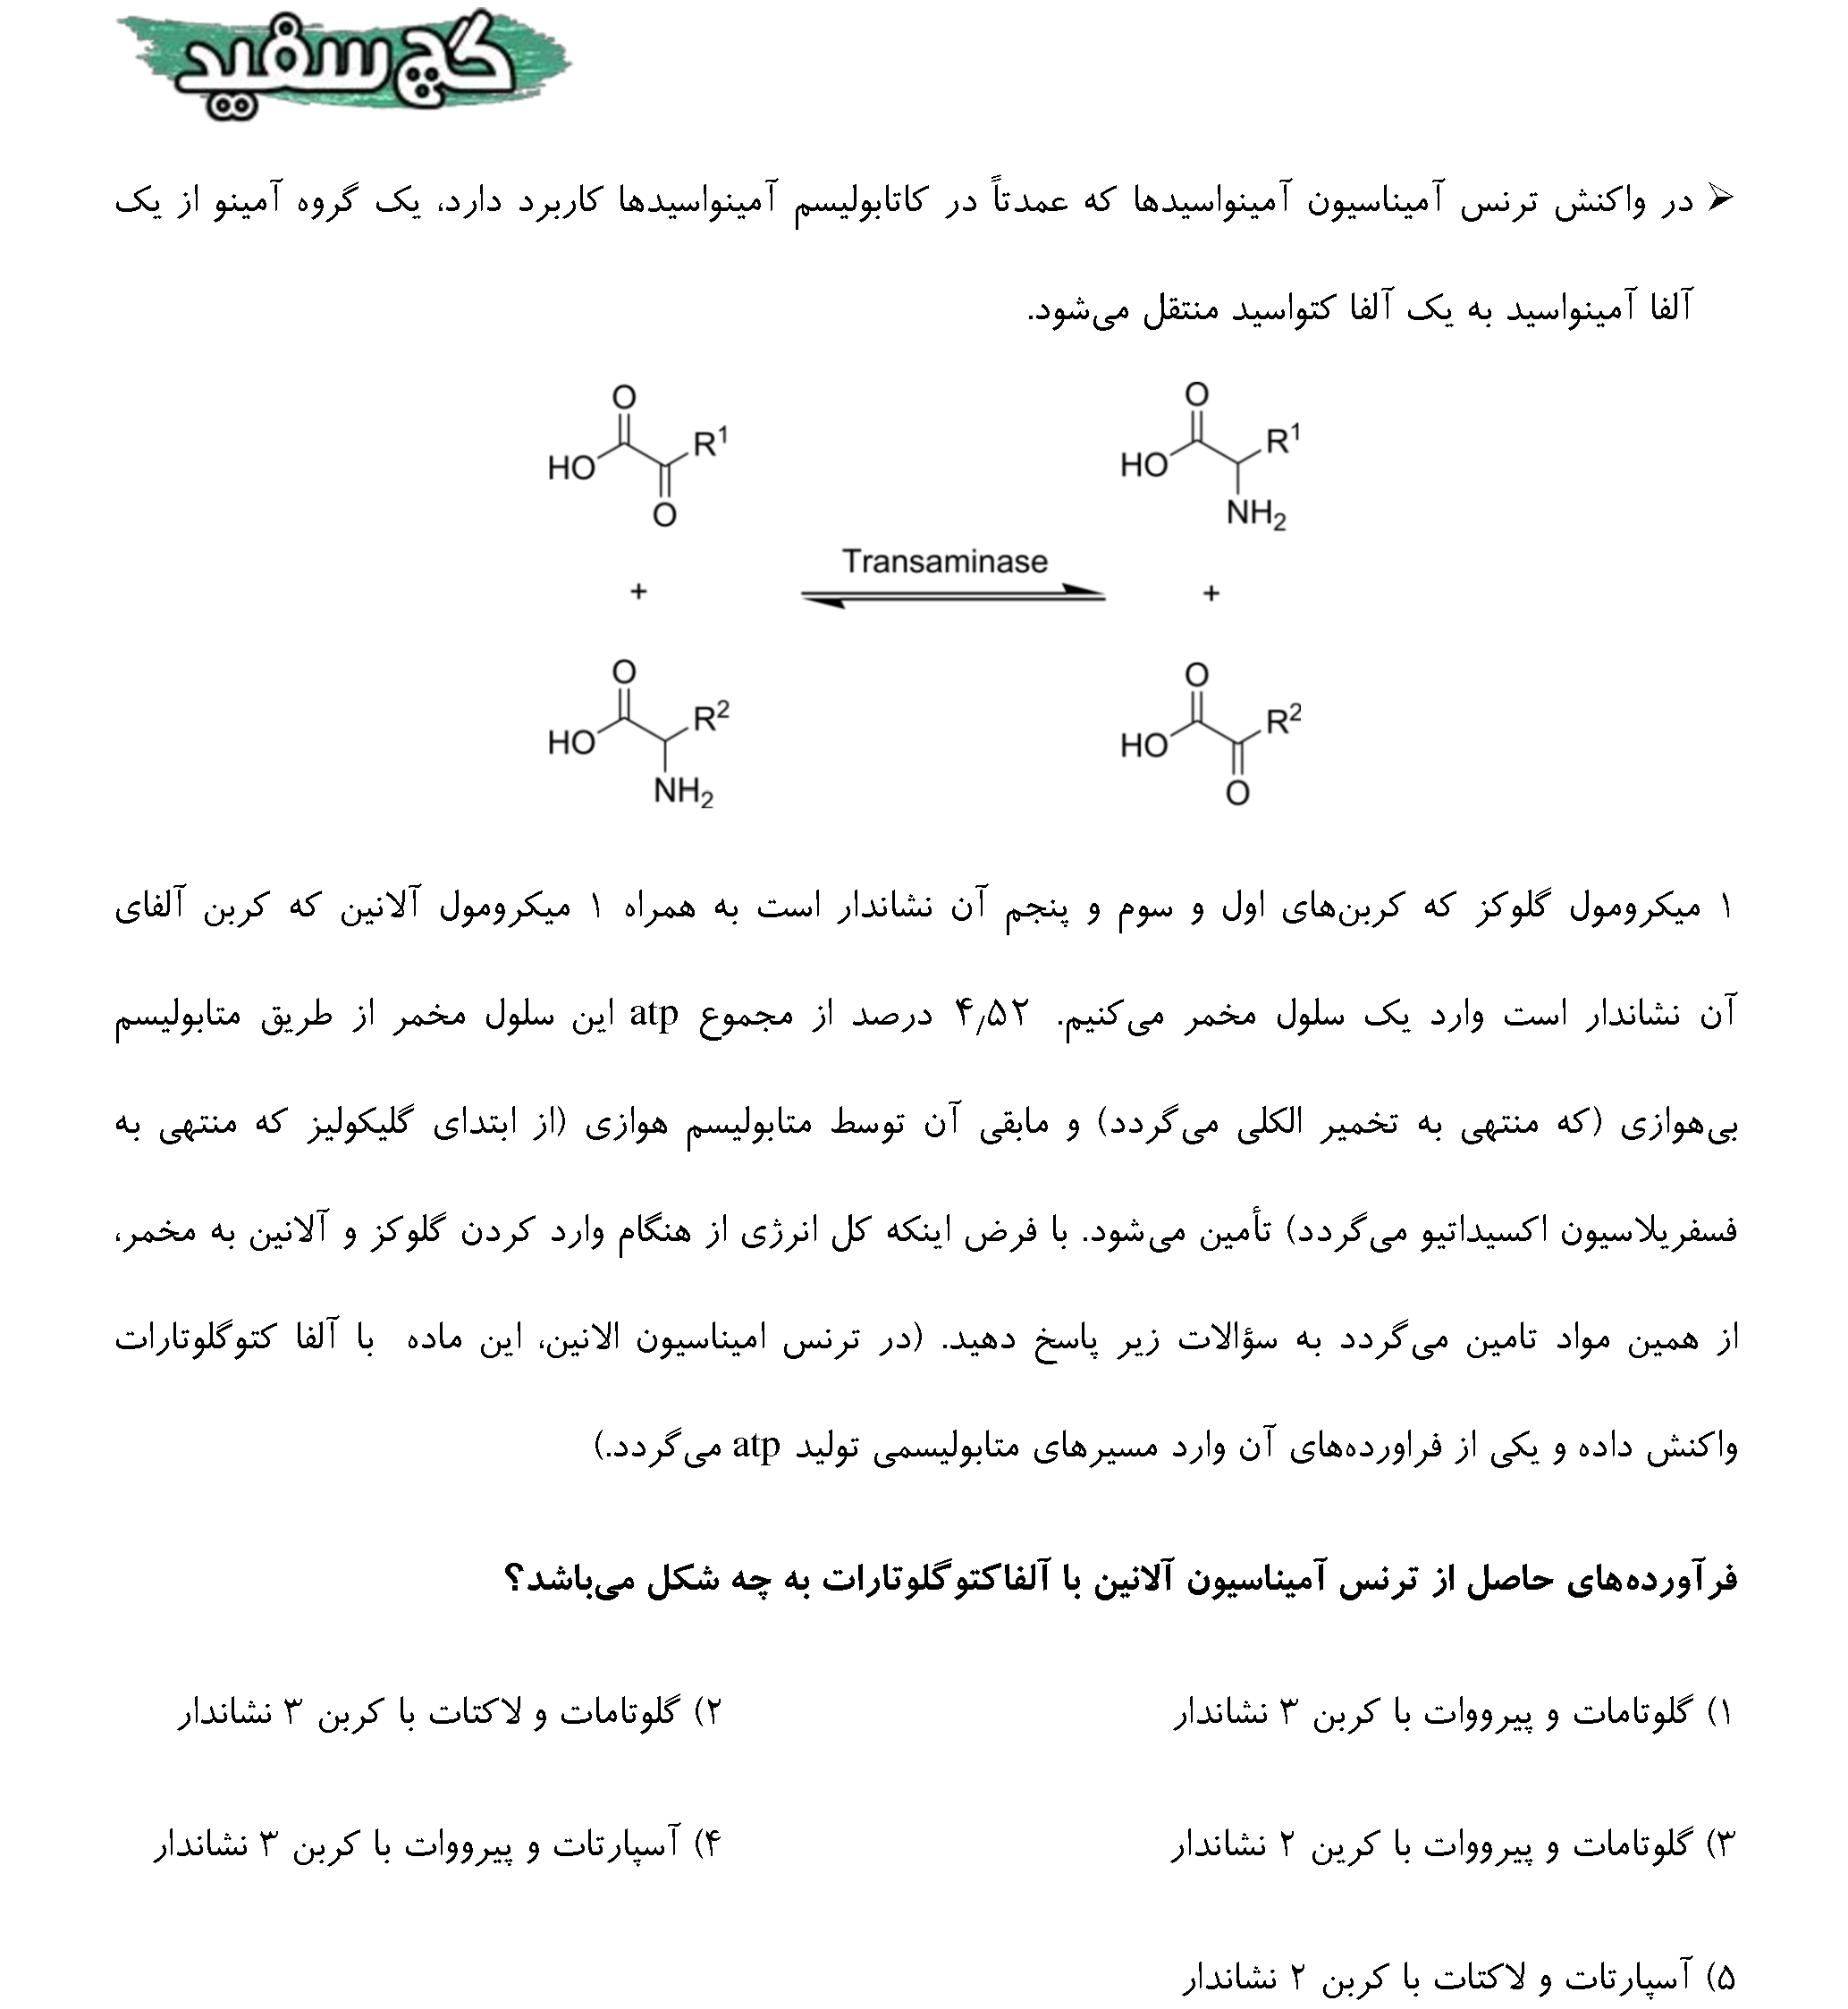 گچ سفید
در واکنش ترنس آمیناسیون آمینواسیدها که عمدتاً در کاتابولیسم آمینواسیدها کاربرد دارد، یک گروه آمینو از یک
آلفا آمینواسید به یک آلفا کتواسید منتقل می‌شود.
O
R¹
HO
O
O
R¹
HO
NH₂
Transaminase
+
+
O
R²
HO
NH₂
O
R²
HO
O
۱ میکرومول گلوکز که کربن‌های اول و سوم و پنجم آن نشاندار است به همراه ۱ میکرومول آلانین که کربن آلفای
آن نشاندار است وارد یک سلول مخمر می‌کنیم. ۴٫۵۲ درصد از مجموع atp این سلول مخمر از طریق متابولیسم
بی‌هوازی (که منتهی به تخمیر الکلی می‌گردد) و مابقی آن توسط متابولیسم هوازی (از ابتدای گلیکولیز که منتهی به
فسفریلاسیون اکسیداتیو می‌گردد) تأمین می‌شود. با فرض اینکه کل انرژی از هنگام وارد کردن گلوکز و آلانین به مخمر،
از همین مواد تامین می‌گردد به سؤالات زیر پاسخ دهید. (در ترنس امیناسیون الانین، این ماده با آلفا کتوگلوتارات
واکنش داده و یکی از فراورده‌های آن وارد مسیرهای متابولیسمی تولید atp می‌گردد.)
فرآورده‌های حاصل از ترنس آمیناسیون آلانین با آلفاکتوگلوتارات به چه شکل می‌باشد؟
۱) گلوتامات و پیرووات با کربن ۳ نشاندار
۲) گلوتامات و لاکتات با کربن ۳ نشاندار
۳) گلوتامات و پیرووات با کرین ۲ نشاندار
۴) آسپارتات و پیرووات با کربن ۳ نشاندار
۵) آسپارتات و لاکتات با کربن ۲ نشاندار